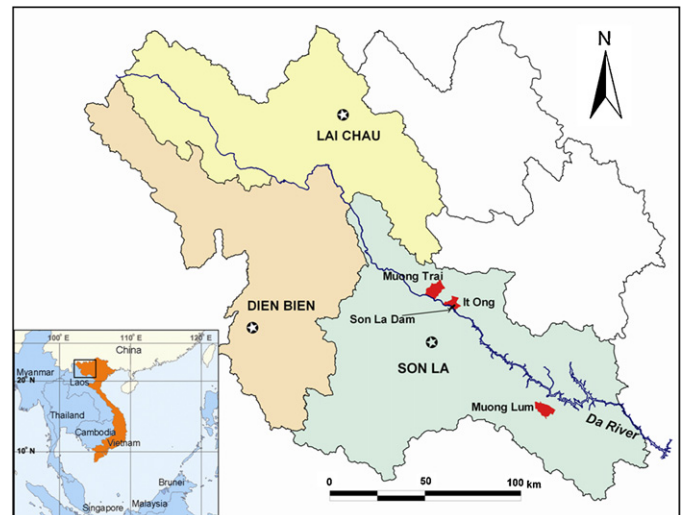 N
LAI CHAU
Muong Trai
It Ong
DIEN BIEN
Son La Dam
SON LA
Muong Lum
Da River
0 50 100 km
100° E 110° E 120° E
China
Myanmar
20° N
Laos
Thailand
Cambodia
Vietnam
10° N
Brunei
Malaysia
Singapore